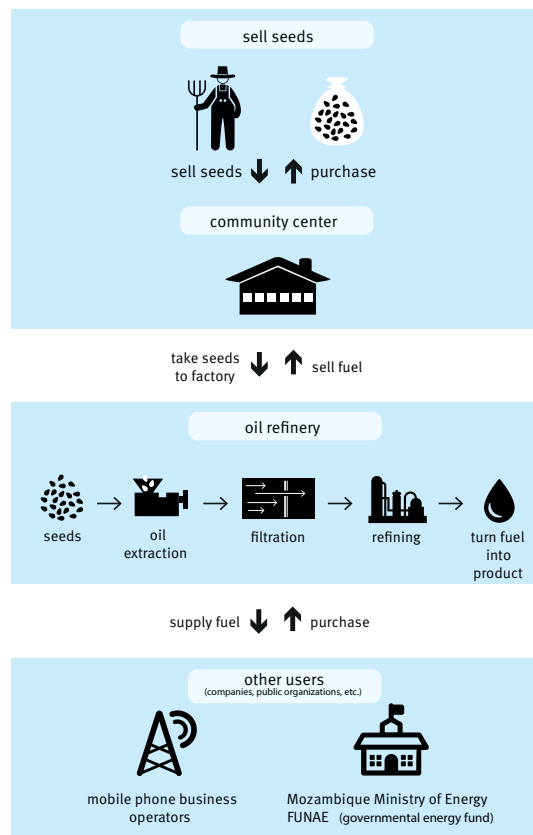 sell seeds
sell seeds
purchase
community center
take seeds
to factory
sell fuel
oil refinery
seeds
oil
extraction
filtration
refining
turn fuel
into
product
supply fuel
purchase
other users
(companies, public organizations, etc.)
mobile phone business
operators
Mozambique Ministry of Energy
FUNAE (governmental energy fund)